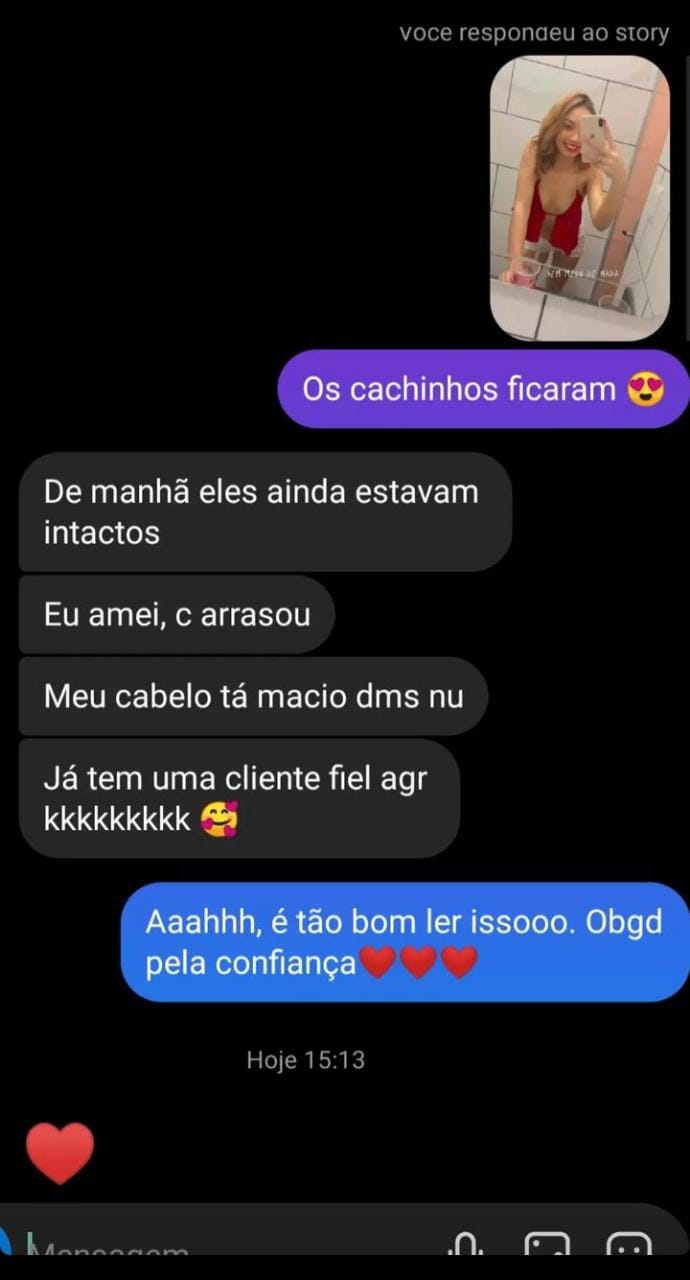 voce respondeu ao story
SEM MEDO DE NADA
Os cachinhos ficaram 😍
De manhã eles ainda estavam
intactos
Eu amei, c arrasou
Meu cabelo tá macio dms nu
Já tem uma cliente fiel agr
kkkkkkkkk 🥰
Aaahhh, é tão bom ler issooo. Obgd
pela confiança❤️❤️❤️
Hoje 15:13
❤️
Mensagem